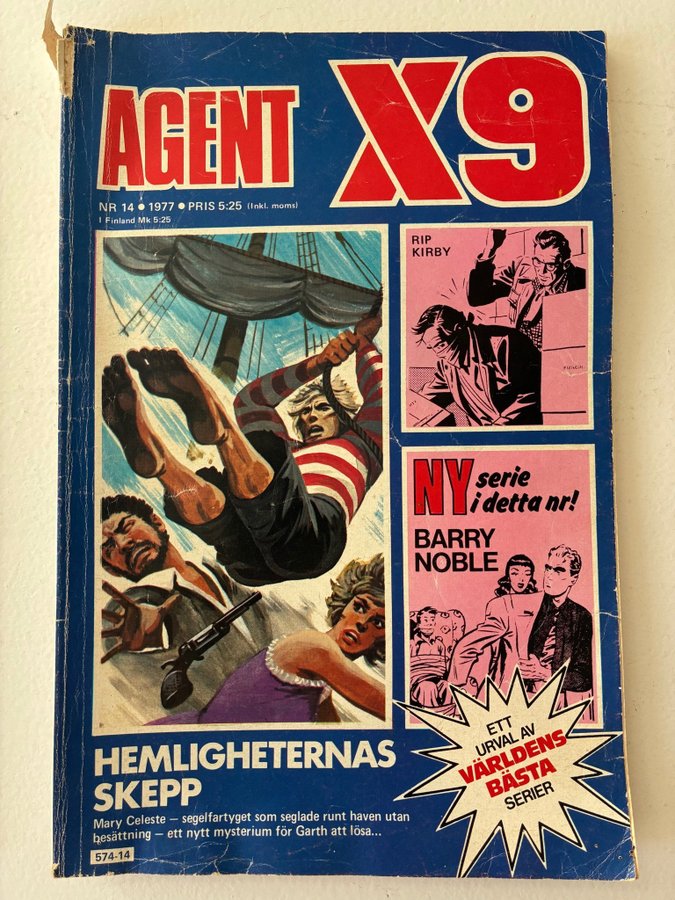 AGENT X9
NR 14 • 1977 • PRIS 5:25 (Inkl. moms)
I Finland Mk 5:25
RIP
KIRBY
NY serie
i detta nr!
BARRY
NOBLE
ETT
URVAL AV
VÄRLDENS
BÄSTA
SERIER
HEMLIGHETERNAS
SKEPP
Mary Celeste – segelfartyget som seglade runt haven utan
besättning – ett nytt mysterium för Garth att lösa...
574-14